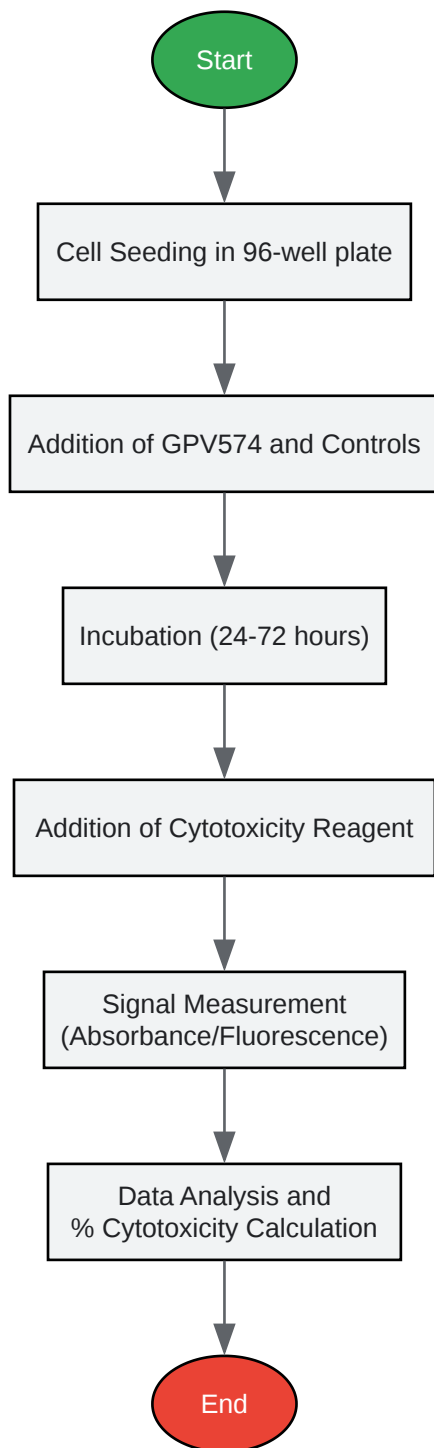 Start
Cell Seeding in 96-well plate
Addition of GPV574 and Controls
Incubation (24-72 hours)
Addition of Cytotoxicity Reagent
Signal Measurement
(Absorbance/Fluorescence)
Data Analysis and
% Cytotoxicity Calculation
End